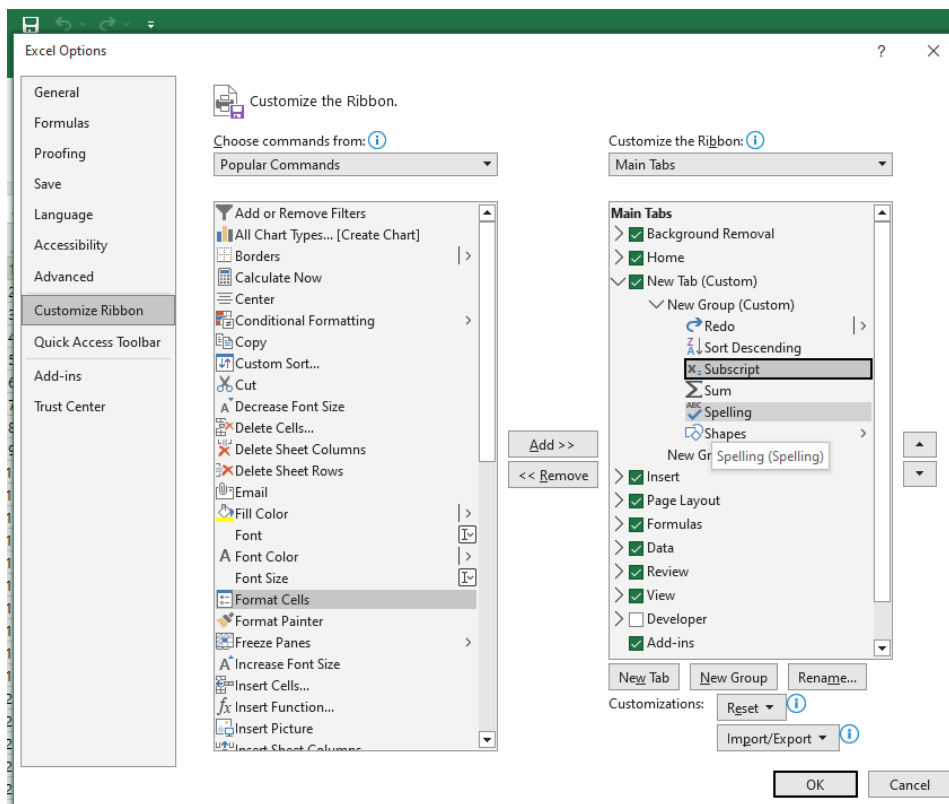 Excel Options
?
General
Formulas
Proofing
Save
Language
Accessibility
Advanced
Customize Ribbon
Quick Access Toolbar
Add-ins
Trust Center
Customize the Ribbon.
Choose commands from:
Popular Commands
Add or Remove Filters
All Chart Types... [Create Chart]
Borders
Calculate Now
Center
Conditional Formatting
Copy
Custom Sort...
Cut
Decrease Font Size
Delete Cells...
Delete Sheet Columns
Delete Sheet Rows
Email
Fill Color
Font
Font Color
Font Size
Format Cells
Format Painter
Freeze Panes
Increase Font Size
Insert Cells...
Insert Function...
Insert Picture
Insert Sheet Columns
Add >>
<< Remove
Customize the Ribbon:
Main Tabs
Main Tabs
Background Removal
Home
New Tab (Custom)
New Group (Custom)
Redo
Sort Descending
Subscript
Sum
Spelling
Shapes
New Gr
Spelling (Spelling)
Insert
Page Layout
Formulas
Data
Review
View
Developer
Add-ins
New Tab
New Group
Rename...
Customizations:
Reset
Import/Export
OK
Cancel